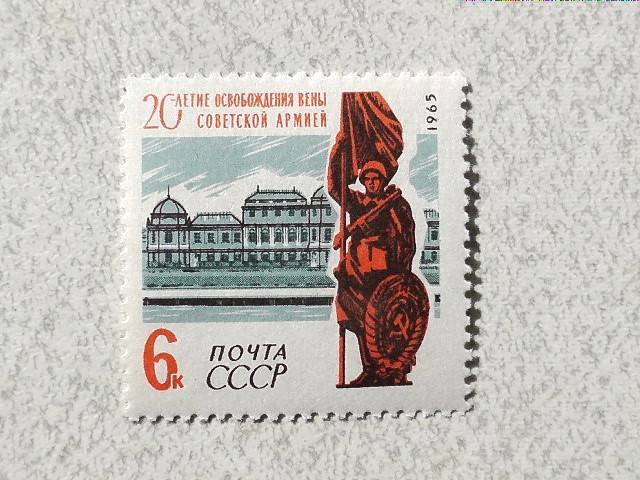 20-ЛЕТИЕ ОСВОБОЖДЕНИЯ ВЕНЫ
СОВЕТСКОЙ АРМИЕЙ
1965
6к
ПОЧТА
СССР